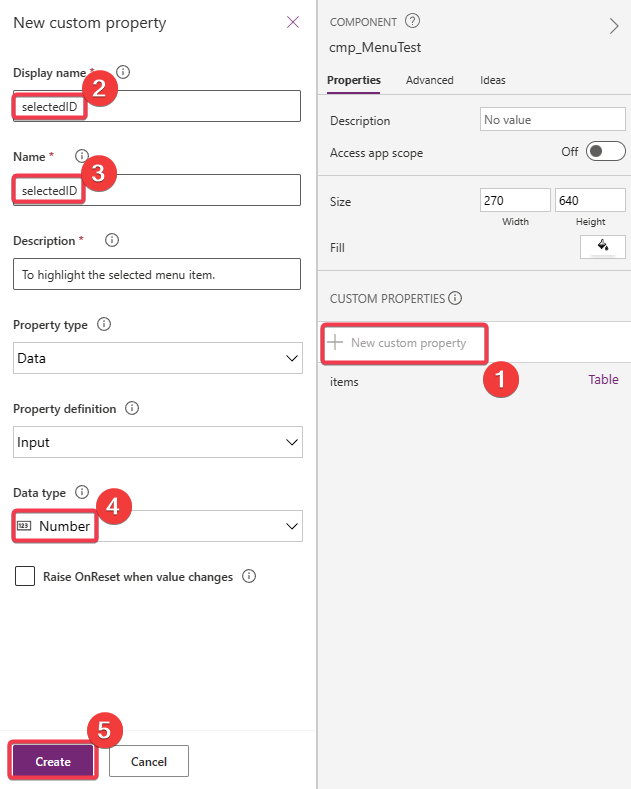 New custom property
Display name *
2
selectedID
Name *
3
selectedID
Description *
To highlight the selected menu item.
Property type
Data
Property definition
Input
Data type
4
123 Number
Raise OnReset when value changes
5
Create
Cancel
COMPONENT ?
cmp_MenuTest
Properties Advanced Ideas
Description No value
Access app scope Off
Size 270 640
Width Height
Fill
CUSTOM PROPERTIES
New custom property
1
items Table